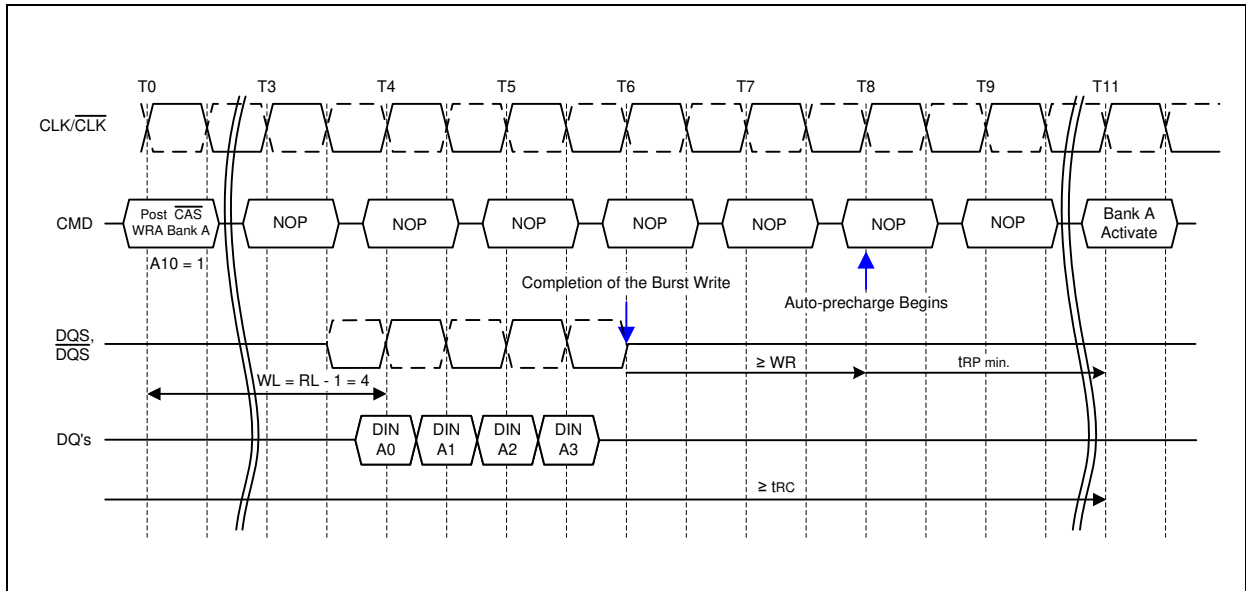 T0 T3 T4 T5 T6 T7 T8 T9 T11
CLK/CLK
CMD
Post CAS
WRA Bank A
NOP NOP NOP NOP NOP NOP NOP
Bank A
Activate
A10 = 1
Completion of the Burst Write
Auto-precharge Begins
DQS,
DQS
≥ WR
tRP min.
WL = RL - 1 = 4
DQ's
DIN
A0
DIN
A1
DIN
A2
DIN
A3
≥ tRC